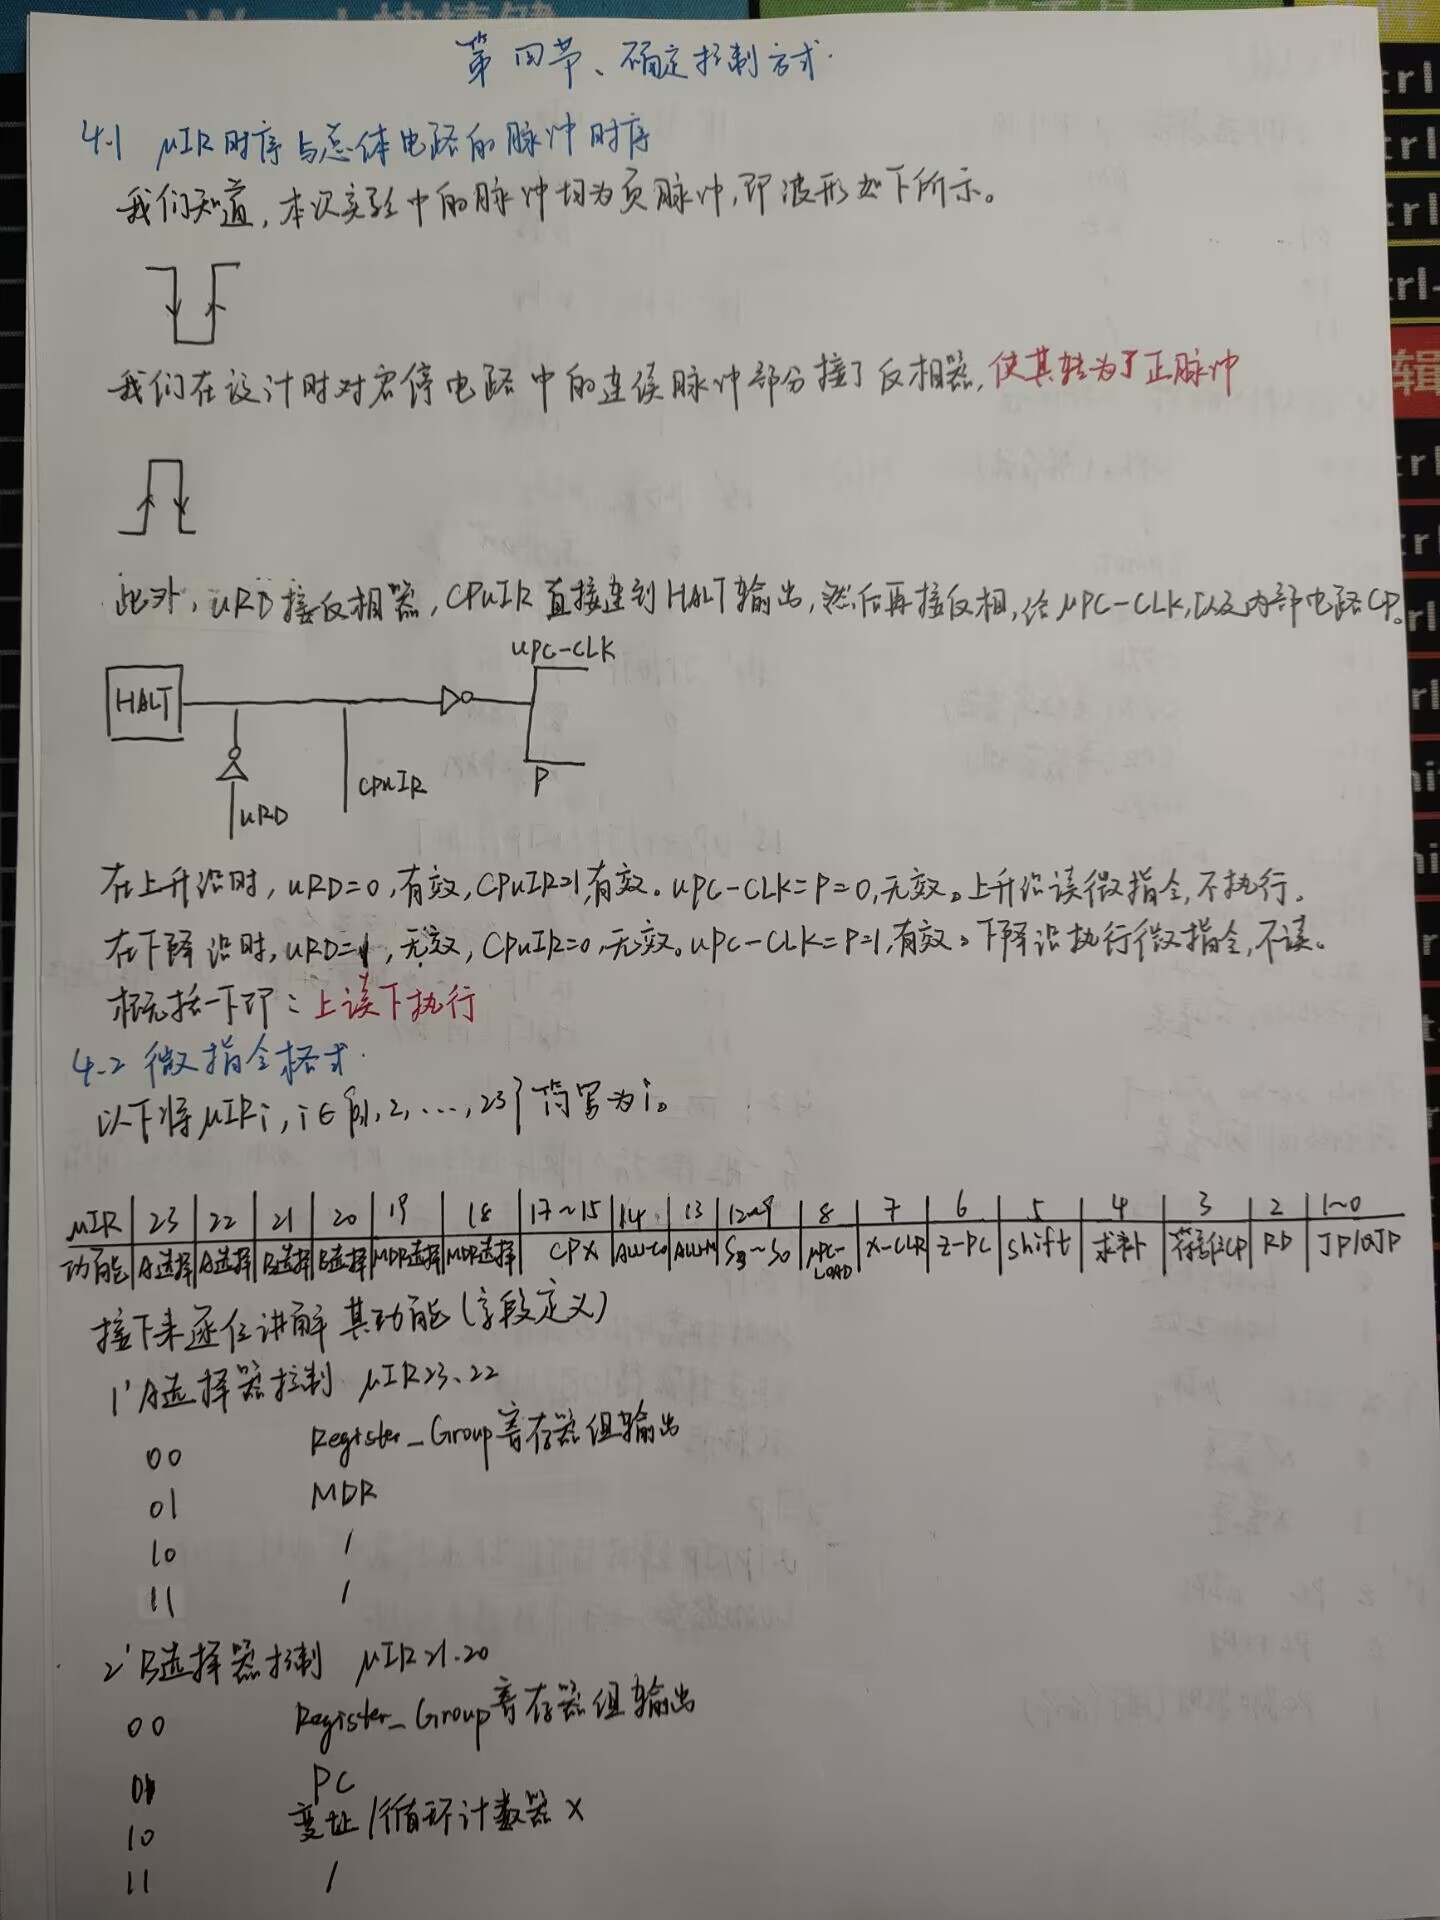 第四节、确定控制方式.
4.1 μIR时序与总体电路的脉冲时序
我们知道,本次实验中的脉冲均为负脉冲,即波形如下所示。
我们在设计时对启停电路中的连续脉冲部分接了反相器,使其转为了正脉冲
此外,uRD接反相器,CPuIR直接连到HALT输出,然后再接反相,给μPC-CLK,以及内部电路CP。
uPC-CLK
HALT
P
CPuIR
uRD
在上升沿时,uRD=0,有效,CPuIR=1,有效。uPC-CLK=P=0,无效。上升沿读微指令,不执行。
在下降沿时,uRD=1,无效,CPuIR=0,无效。uPC-CLK=P=1,有效。下降沿执行微指令,不读。
概括一下即:上读下执行
4.2 微指令格式.
以下将μIRi, i∈{0,1,2,...,23}简写为i。
μIR 23 22 21 20 19 18 17~15 14 13 12~9 8 7 6 5 4 3 2 1~0
功能 A选择 A选择 B选择 B选择 MDR选择 MDR选择 CPX ALU-C0 ALU-M S3~S0 μPC-LOAD X-CLR Z-PC Shift 求补 符号位CP RD JP/QJP
接下来逐位讲解其功能(字段定义)
1' A选择器控制 μIR23、22
00 Register_Group寄存器组输出
01 MDR
10 /
11 /
2' B选择器控制 μIR21.20
00 Register_Group寄存器组输出
01 PC
10 变址/循环计数器X
11 /